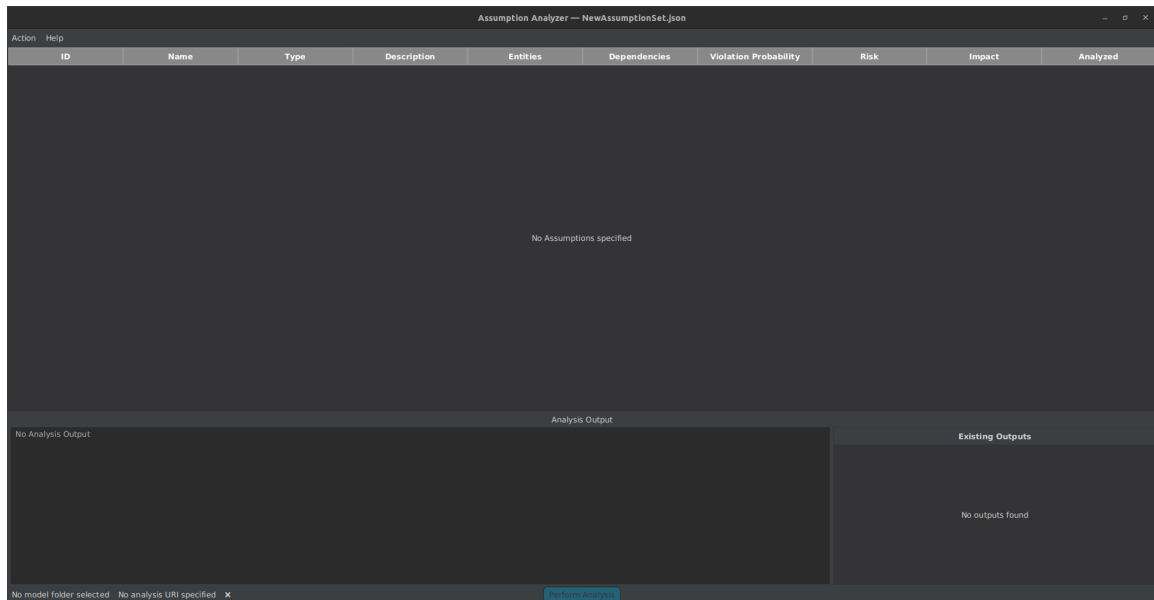 Assumption Analyzer — NewAssumptionSet.json
Action Help
ID Name Type Description Entities Dependencies Violation Probability Risk Impact Analyzed
No Assumptions specified
Analysis Output
No Analysis Output
Existing Outputs
No outputs found
No model folder selected No analysis URI specified × Perform Analysis